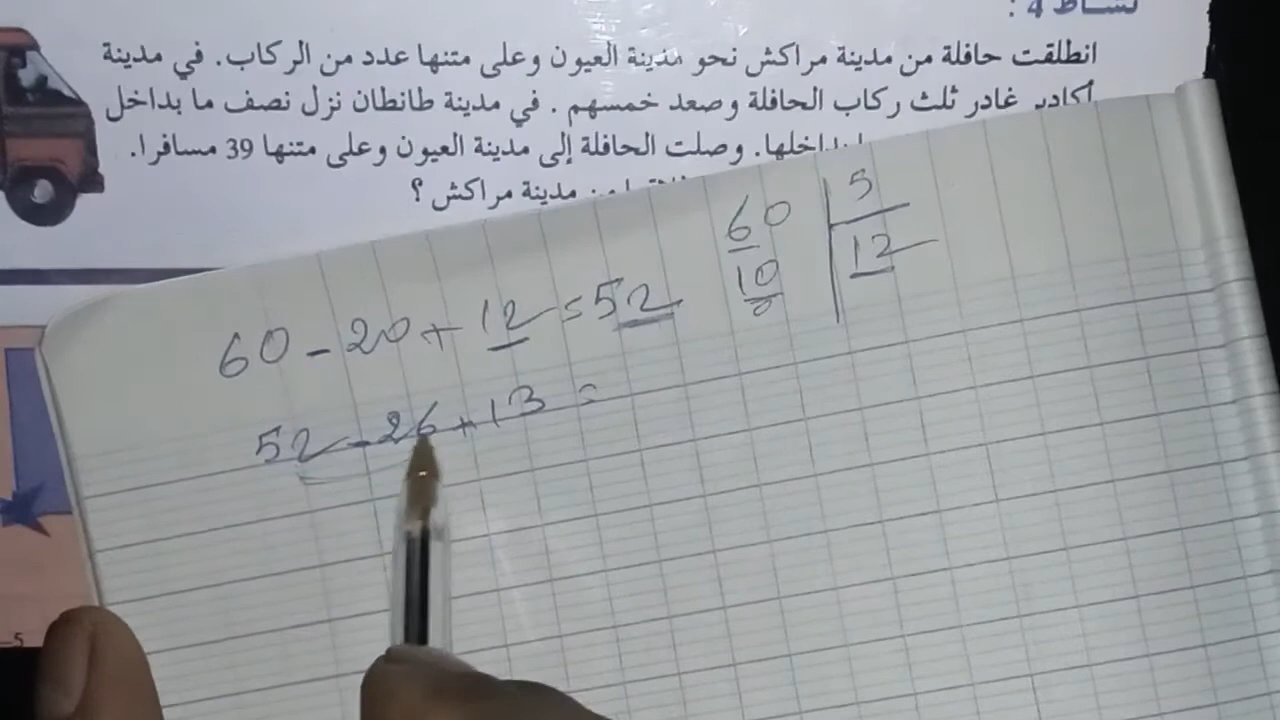 نشاط 4 :
انطلقت حافلة من مدينة مراكش نحو مدينة العيون وعلى متنها عدد من الركاب. في مدينة
أكادير غادر ثلث ركاب الحافلة وصعد خمسهم . في مدينة طانطان نزل نصف ما بداخل
بداخلها. وصلت الحافلة إلى مدينة العيون وعلى متنها 39 مسافرا.
من مدينة مراكش ؟
60 5
10 12
0
60 - 20 + 12 = 52
52 - 26 + 13 =
5